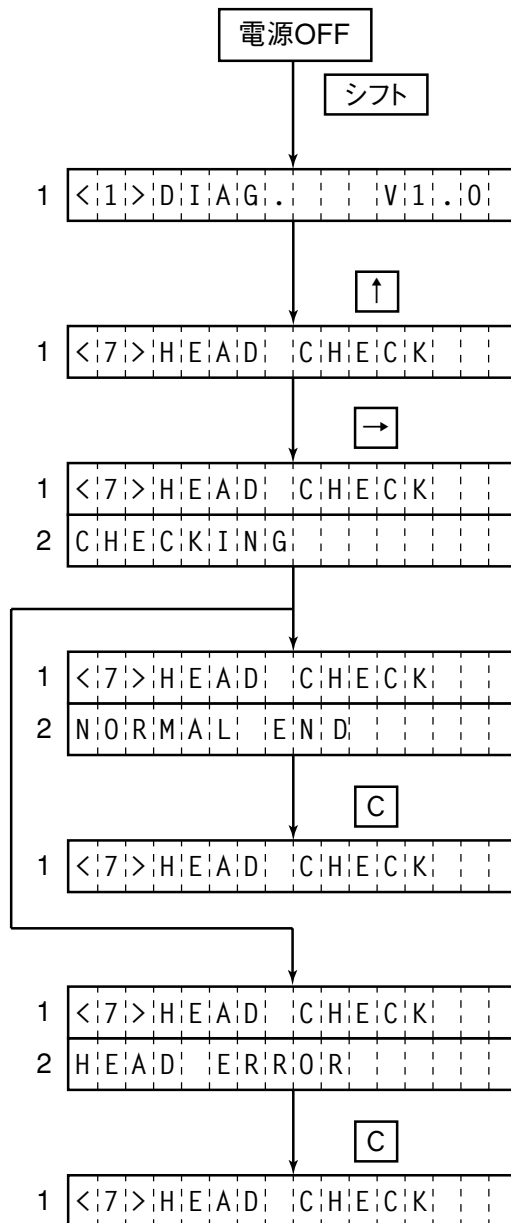 電源OFF
シフト
1 <1>DIAG.   V1.0
↑
1 <7>HEAD CHECK
→
1 <7>HEAD CHECK
2 CHECKING
1 <7>HEAD CHECK
2 NORMAL END
C
1 <7>HEAD CHECK
1 <7>HEAD CHECK
2 HEAD ERROR
C
1 <7>HEAD CHECK